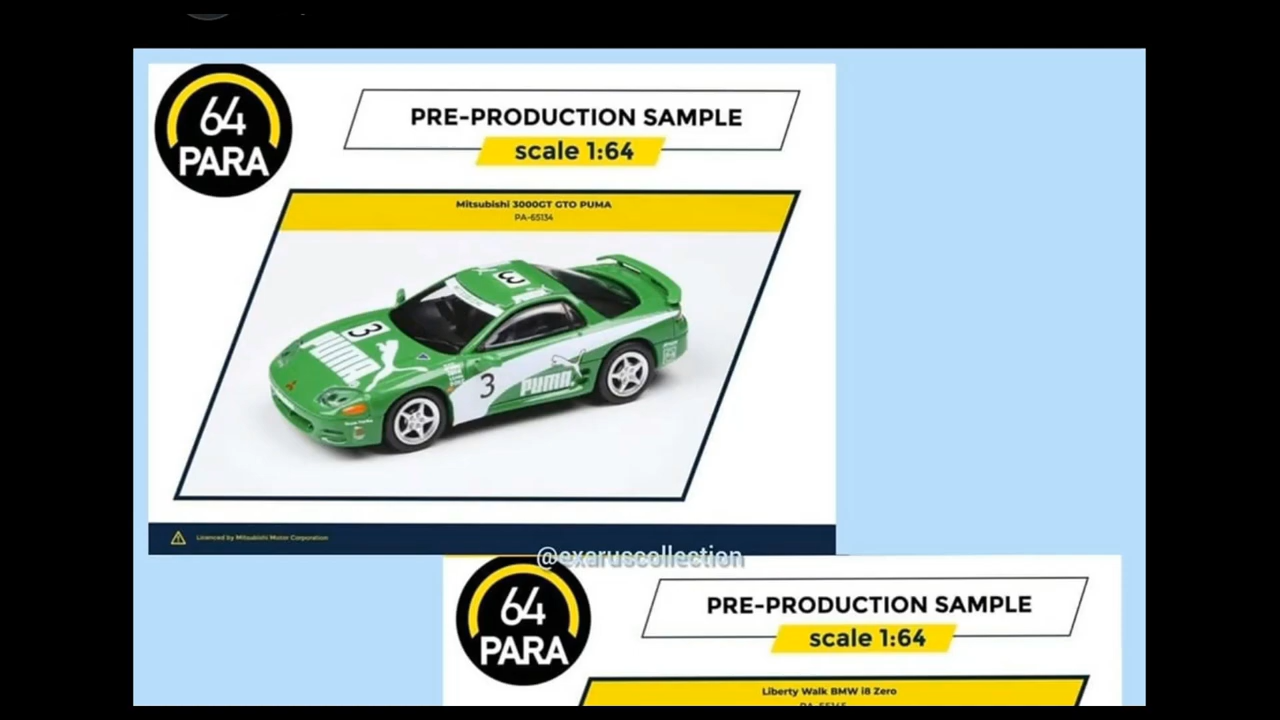 64
PARA
PRE-PRODUCTION SAMPLE
scale 1:64
Mitsubishi 3000GT GTO PUMA
PA-65134
3
3
PUMA
3
PUMA
Licenced by Mitsubishi Motor Corporation
@exaruscollection
64
PARA
PRE-PRODUCTION SAMPLE
scale 1:64
Liberty Walk BMW i8 Zero